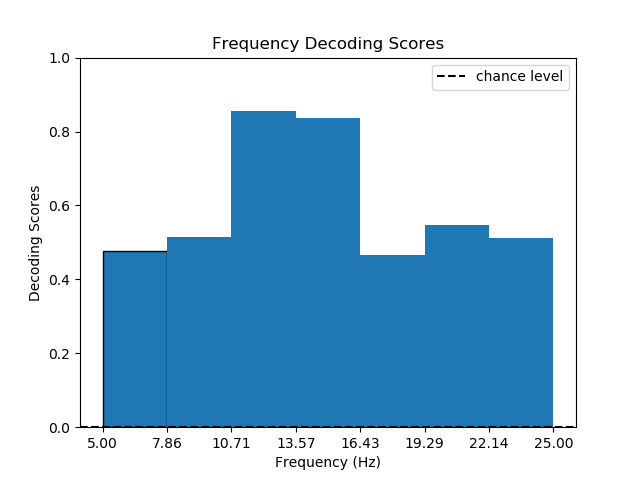 Frequency Decoding Scores
chance level
1.0
0.8
0.6
0.4
0.2
0.0
Decoding Scores
5.00 7.86 10.71 13.57 16.43 19.29 22.14 25.00
Frequency (Hz)